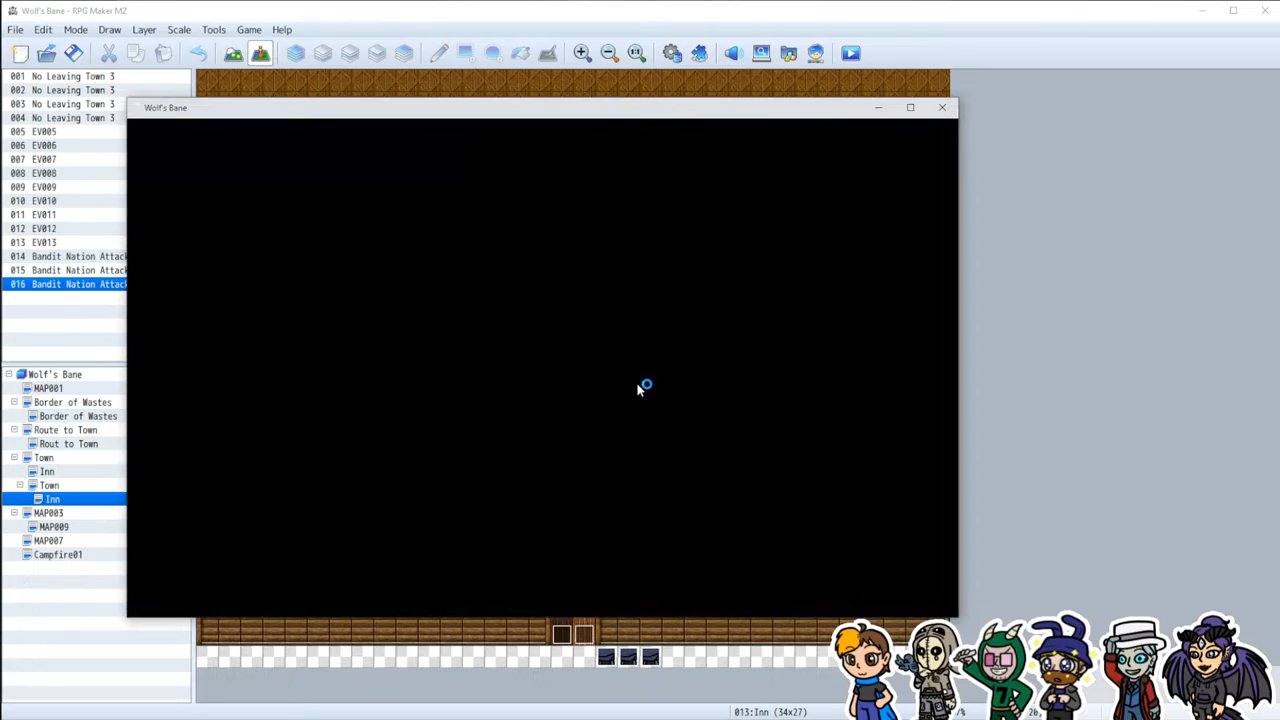 Wolf's Bane - RPG Maker MZ
File Edit Mode Draw Layer Scale Tools Game Help
001 No Leaving Town 3
002 No Leaving Town 3
003 No Leaving Town 3
004 No Leaving Town 3
005 EV005
006 EV006
007 EV007
008 EV008
009 EV009
010 EV010
011 EV011
012 EV012
013 EV013
014 Bandit Nation Attack
015 Bandit Nation Attack
016 Bandit Nation Attack
Wolf's Bane
Wolf's Bane
MAP001
Border of Wastes
Border of Wastes
Route to Town
Rout to Town
Town
Inn
Town
Inn
MAP003
MAP009
MAP007
Campfire01
1:1
7
013:Inn (34x27)
20,